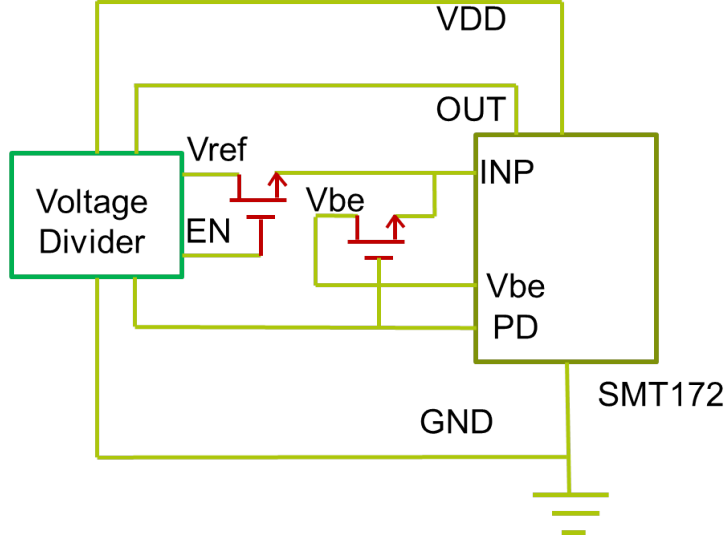 VDD
OUT
Vref
INP
Voltage
Divider
Vbe
EN
Vbe
PD
SMT172
GND